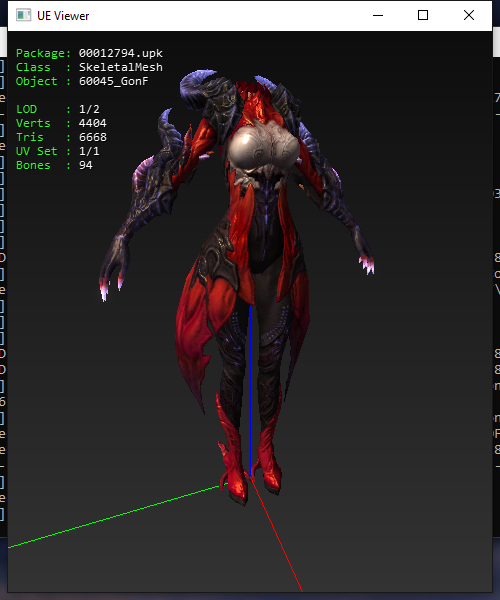 UE Viewer
Package: 00012794.upk
Class : SkeletalMesh
Object : 60045_GonF
LOD : 1/2
Verts : 4404
Tris : 6668
UV Set : 1/1
Bones : 94